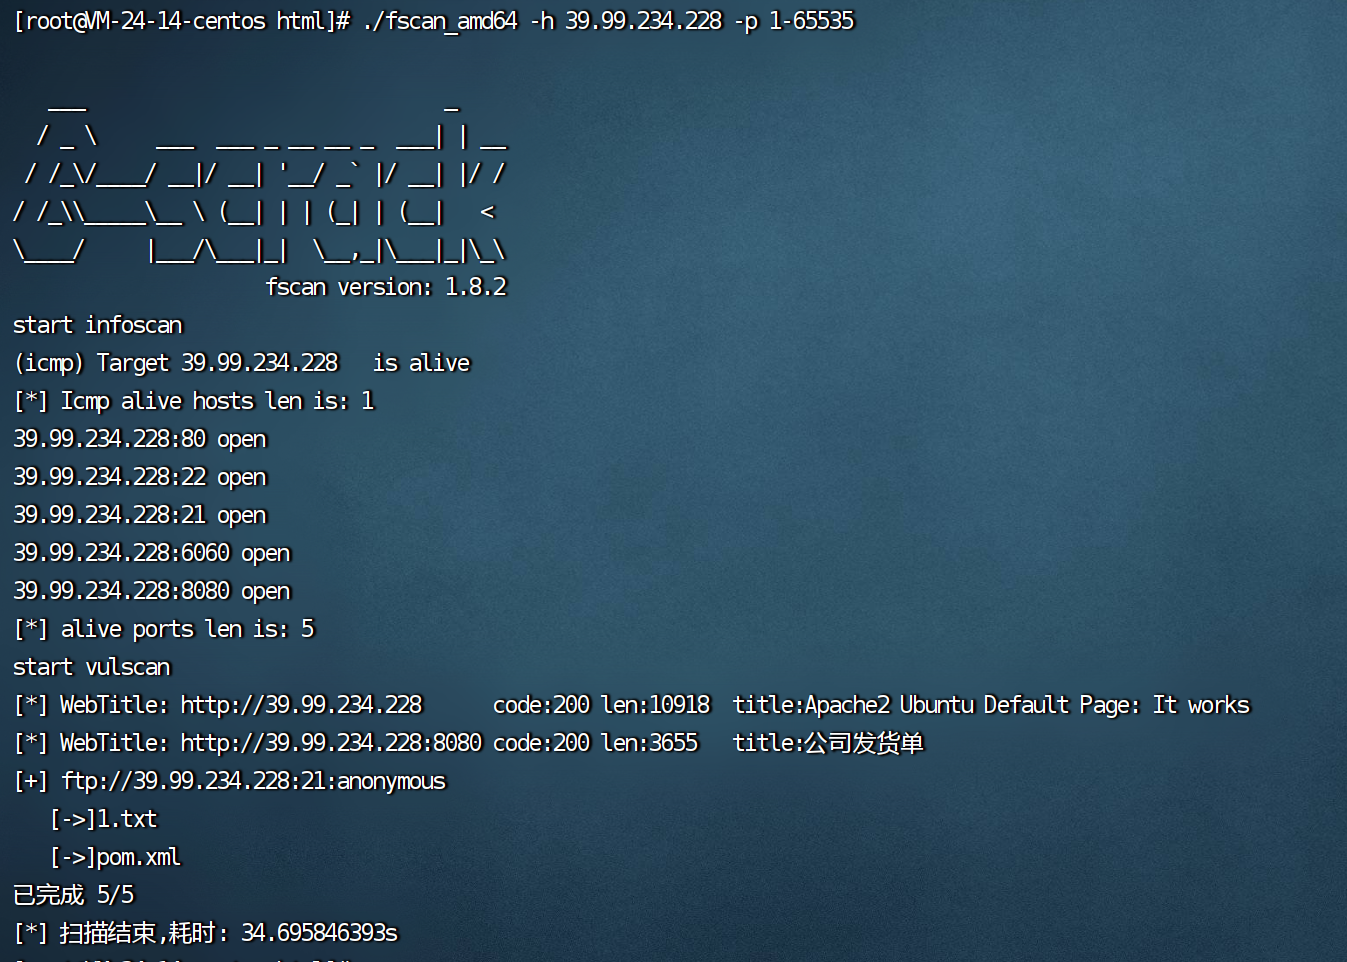 [root@VM-24-14-centos html]# ./fscan_amd64 -h 39.99.234.228 -p 1-65535
   ___                              _
  / _ \     ___  ___ _ __ __ _  ___| | __
 / /_\/____/ __|/ __| '__/ _` |/ __| |/ /
/ /_\\_____\__ \ (__| | | (_| | (__|   <
\____/     |___/\___|_|  \__,_|\___|_|\_\
                     fscan version: 1.8.2
start infoscan
(icmp) Target 39.99.234.228   is alive
[*] Icmp alive hosts len is: 1
39.99.234.228:80 open
39.99.234.228:22 open
39.99.234.228:21 open
39.99.234.228:6060 open
39.99.234.228:8080 open
[*] alive ports len is: 5
start vulscan
[*] WebTitle: http://39.99.234.228      code:200 len:10918  title:Apache2 Ubuntu Default Page: It works
[*] WebTitle: http://39.99.234.228:8080 code:200 len:3655   title:公司发货单
[+] ftp://39.99.234.228:21:anonymous
   [->]1.txt
   [->]pom.xml
已完成 5/5
[*] 扫描结束,耗时: 34.695846393s